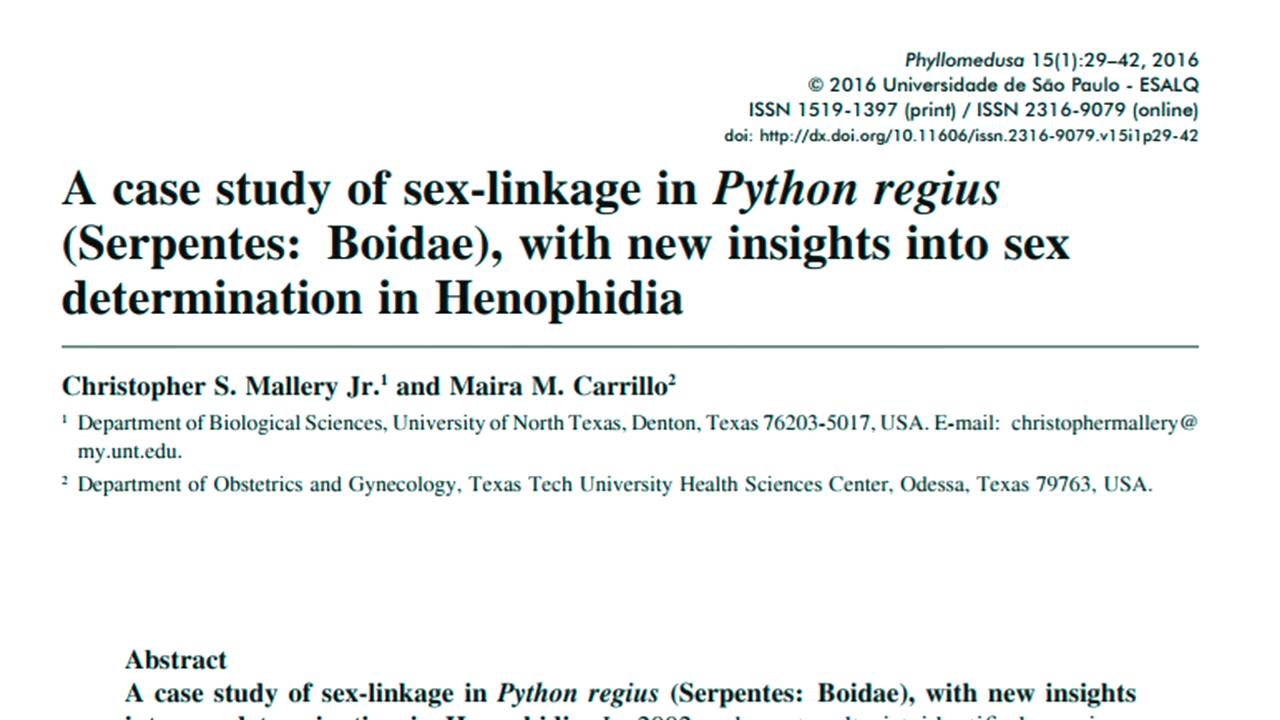 Phyllomedusa 15(1):29–42, 2016
© 2016 Universidade de São Paulo - ESALQ
ISSN 1519-1397 (print) / ISSN 2316-9079 (online)
doi: http://dx.doi.org/10.11606/issn.2316-9079.v15i1p29-42
A case study of sex-linkage in Python regius
(Serpentes: Boidae), with new insights into sex
determination in Henophidia
Christopher S. Mallery Jr.¹ and Maira M. Carrillo²
¹ Department of Biological Sciences, University of North Texas, Denton, Texas 76203-5017, USA. E-mail: christophermallery@
my.unt.edu.
² Department of Obstetrics and Gynecology, Texas Tech University Health Sciences Center, Odessa, Texas 79763, USA.
Abstract
A case study of sex-linkage in Python regius (Serpentes: Boidae), with new insights